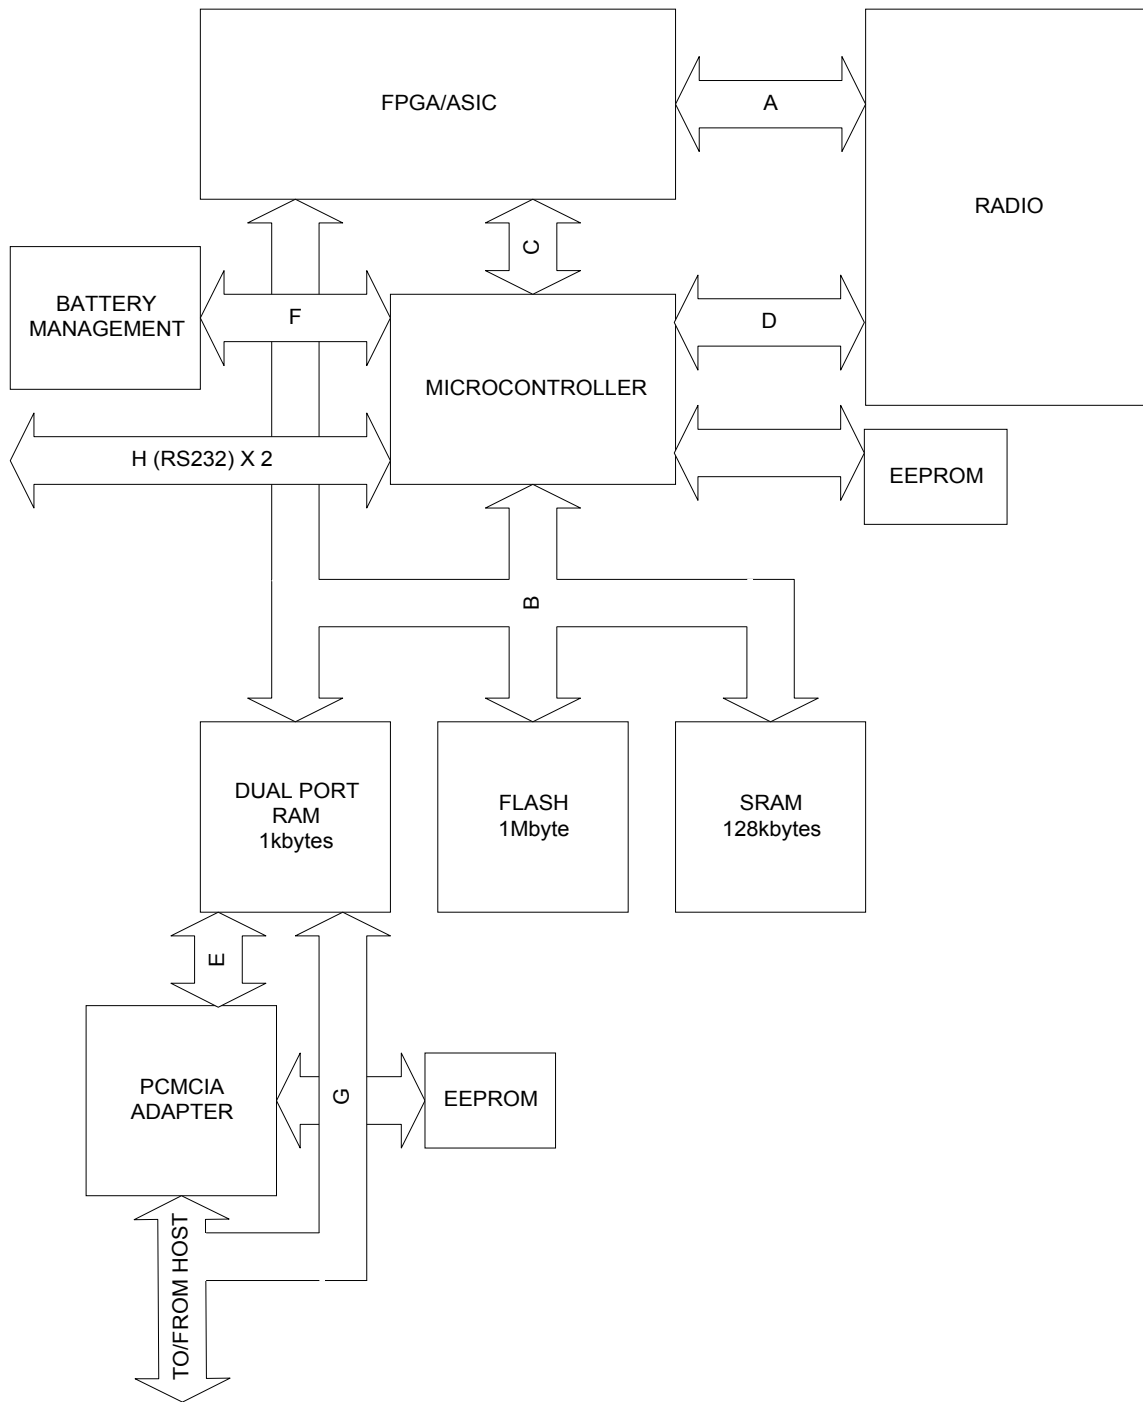 FPGA/ASIC
A
RADIO
C
BATTERY
MANAGEMENT
F
D
MICROCONTROLLER
H (RS232) X 2
EEPROM
B
DUAL PORT
RAM
1kbytes
FLASH
1Mbyte
SRAM
128kbytes
E
PCMCIA
ADAPTER
G
EEPROM
TO/FROM HOST